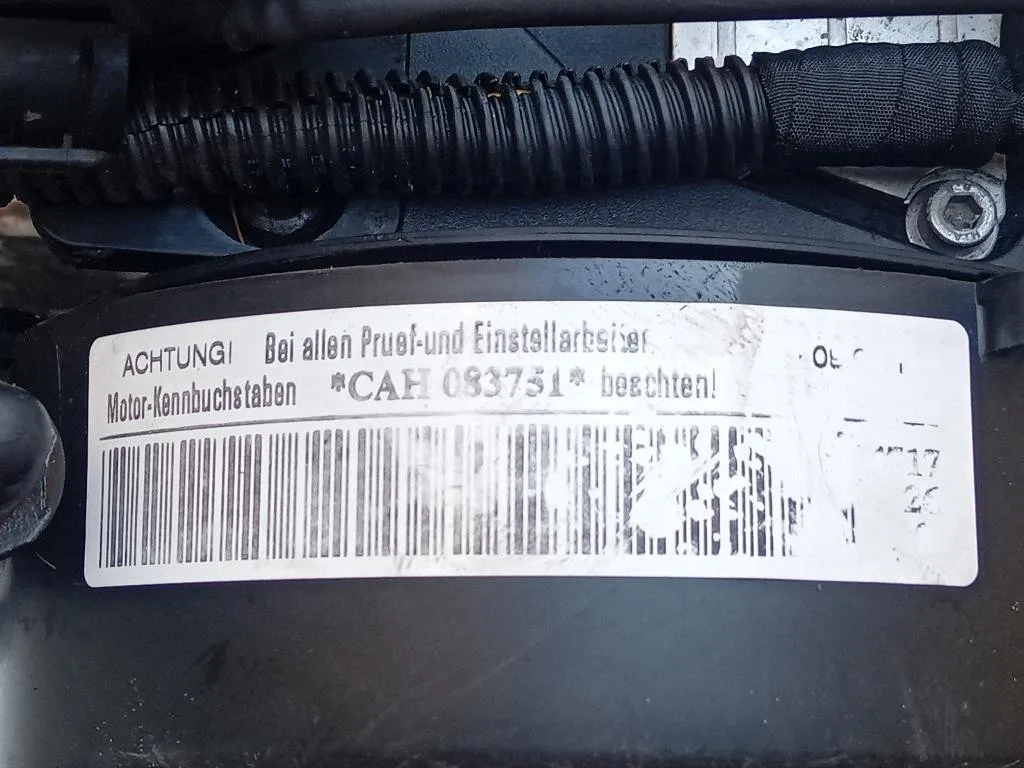 ACHTUNG! Bei allen Pruef-und Einstellarbeiten
Motor-Kennbuchstaben *CAH 083751* beachten!